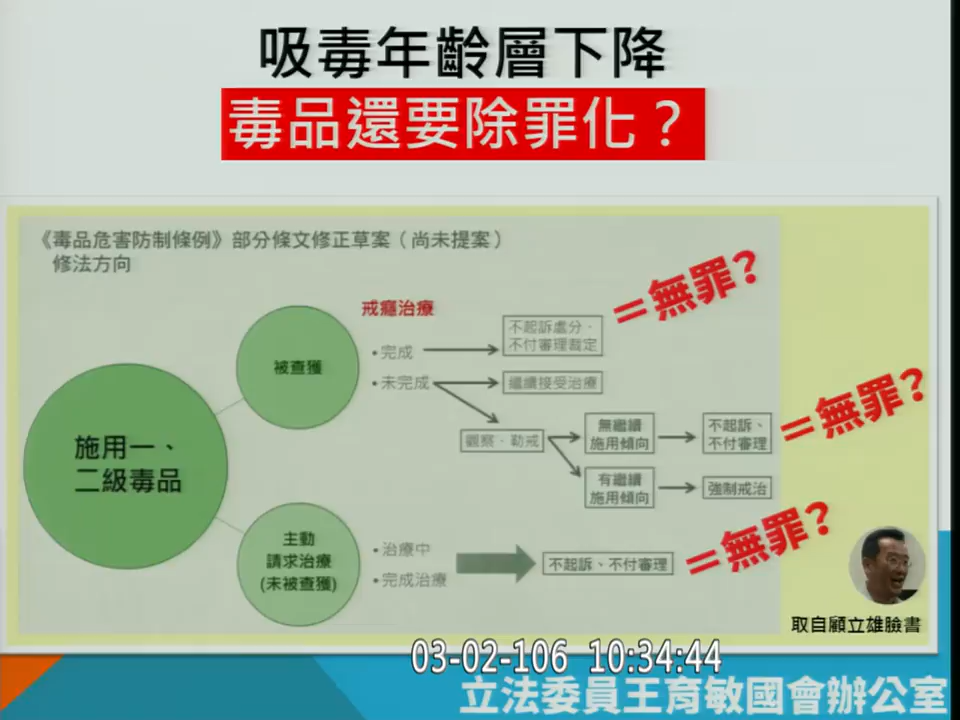 吸毒年齡層下降
毒品還要除罪化？
《毒品危害防制條例》部分條文修正草案（尚未提案）
修法方向
施用一、
二級毒品
被查獲
戒癮治療
•完成
不起訴處分、
不付審理裁定
＝無罪？
•未完成
繼續接受治療
觀察、勒戒
無繼續
施用傾向
不起訴、
不付審理
＝無罪？
有繼續
施用傾向
強制戒治
主動
請求治療
(未被查獲)
•治療中
•完成治療
不起訴、不付審理
＝無罪？
取自顧立雄臉書
03-02-106 10:34:44
立法委員王育敏國會辦公室